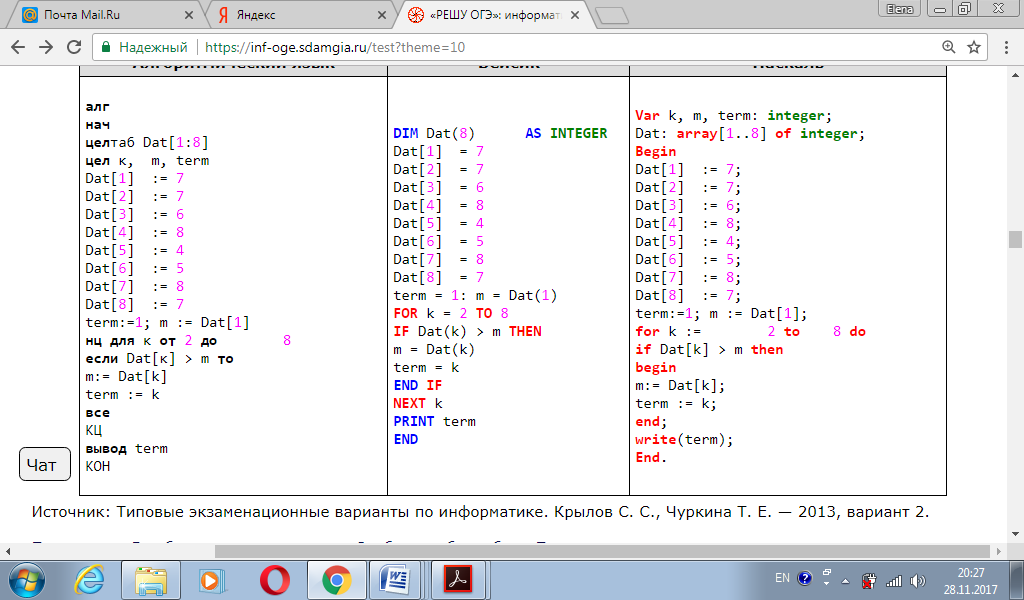 Почта Mail.Ru
Яндекс
«РЕШУ ОГЭ»: информат
Elena
Надежный
https://inf-oge.sdamgia.ru/test?theme=10
Алгоритмический язык
Бейсик
Паскаль
алг
нач
целтаб Dat[1:8]
цел к, m, term
Dat[1] := 7
Dat[2] := 7
Dat[3] := 6
Dat[4] := 8
Dat[5] := 4
Dat[6] := 5
Dat[7] := 8
Dat[8] := 7
term:=1; m := Dat[1]
нц для к от 2 до 8
если Dat[к] > m то
m:= Dat[k]
term := k
все
КЦ
вывод term
КОН
DIM Dat(8) AS INTEGER
Dat[1] = 7
Dat[2] = 7
Dat[3] = 6
Dat[4] = 8
Dat[5] = 4
Dat[6] = 5
Dat[7] = 8
Dat[8] = 7
term = 1: m = Dat(1)
FOR k = 2 TO 8
IF Dat(k) > m THEN
m = Dat(k)
term = k
END IF
NEXT k
PRINT term
END
Var k, m, term: integer;
Dat: array[1..8] of integer;
Begin
Dat[1] := 7;
Dat[2] := 7;
Dat[3] := 6;
Dat[4] := 8;
Dat[5] := 4;
Dat[6] := 5;
Dat[7] := 8;
Dat[8] := 7;
term:=1; m := Dat[1];
for k := 2 to 8 do
if Dat[k] > m then
begin
m:= Dat[k];
term := k;
end;
write(term);
End.
Чат
Источник: Типовые экзаменационные варианты по информатике. Крылов С. С., Чуркина Т. Е. — 2013, вариант 2.
EN
20:27
28.11.2017